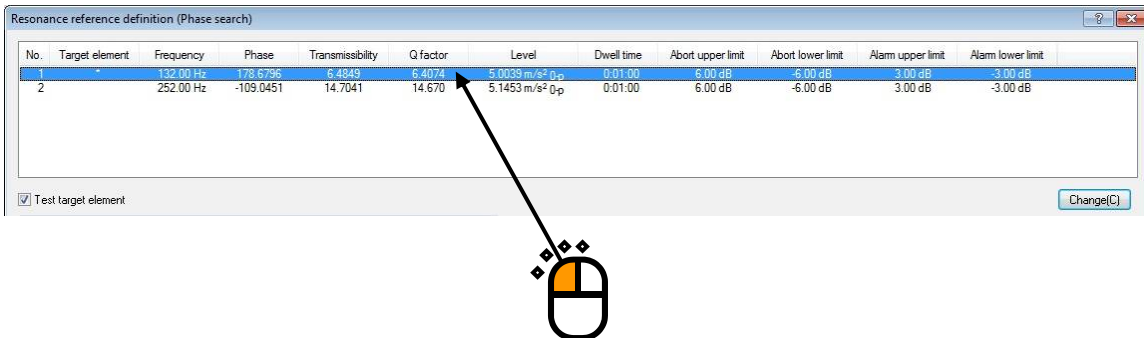 Resonance reference definition (Phase search)
No. Target element Frequency Phase Transmissibility Q factor Level Dwell time Abort upper limit Abort lower limit Alarm upper limit Alarm lower limit
1 * 132.00 Hz 178.6796 6.4849 6.4074 5.0039 m/s² 0-p 0:01:00 6.00 dB -6.00 dB 3.00 dB -3.00 dB
2 252.00 Hz -109.0451 14.7041 14.670 5.1453 m/s² 0-p 0:01:00 6.00 dB -6.00 dB 3.00 dB -3.00 dB
Test target element Change(C)